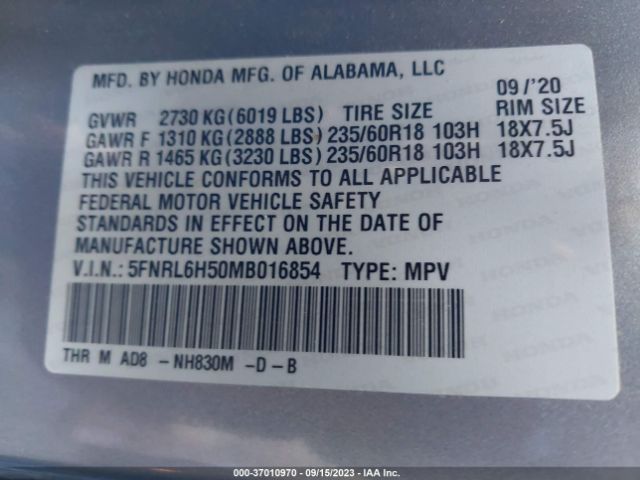 MFD. BY HONDA MFG. OF ALABAMA, LLC
09/'20
GVWR 2730 KG(6019 LBS) TIRE SIZE RIM SIZE
GAWR F 1310 KG(2888 LBS) 235/60R18 103H 18X7.5J
GAWR R 1465 KG(3230 LBS) 235/60R18 103H 18X7.5J
THIS VEHICLE CONFORMS TO ALL APPLICABLE
FEDERAL MOTOR VEHICLE SAFETY
STANDARDS IN EFFECT ON THE DATE OF
MANUFACTURE SHOWN ABOVE.
V.I.N.: 5FNRL6H50MB016854 TYPE: MPV
THR M AD8 -NH830M -D-B
000-37010970 - 09/15/2023 - IAA Inc.